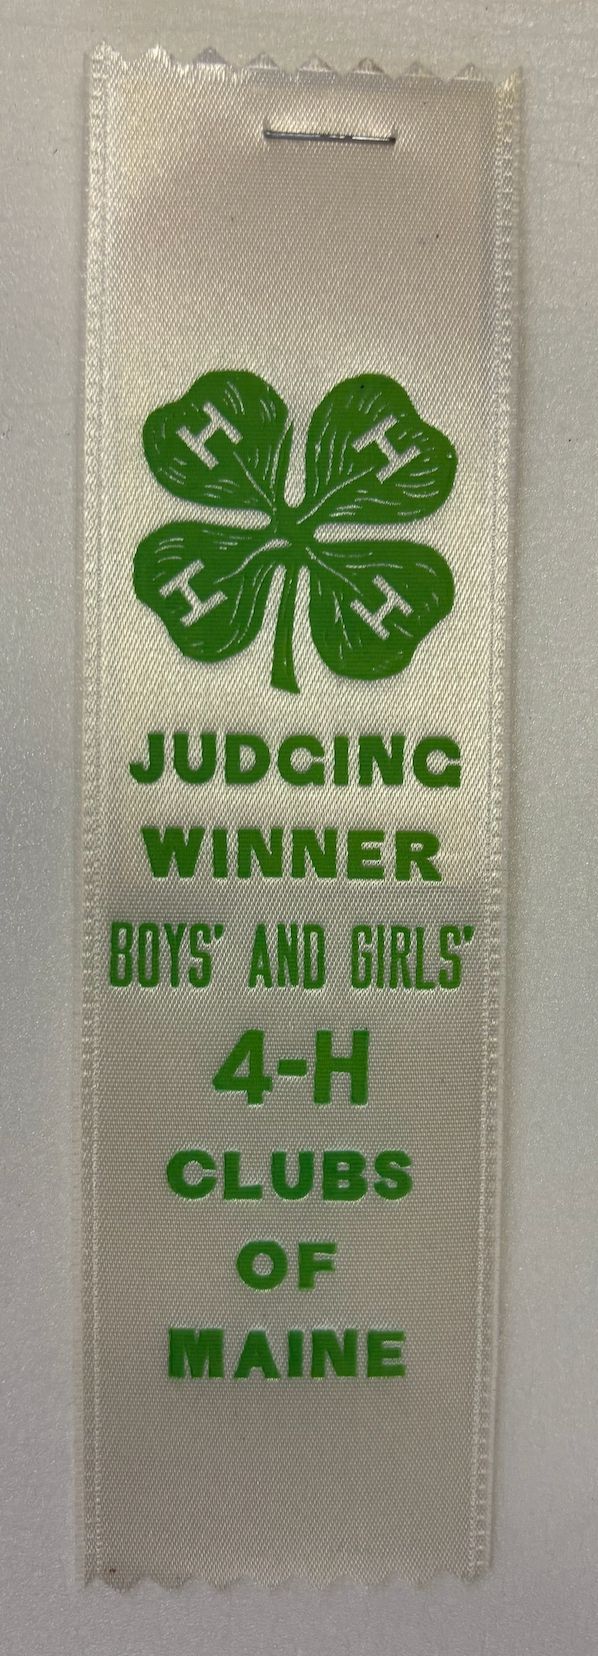 H H
H H
JUDGING
WINNER
BOYS' AND GIRLS'
4-H
CLUBS
OF
MAINE